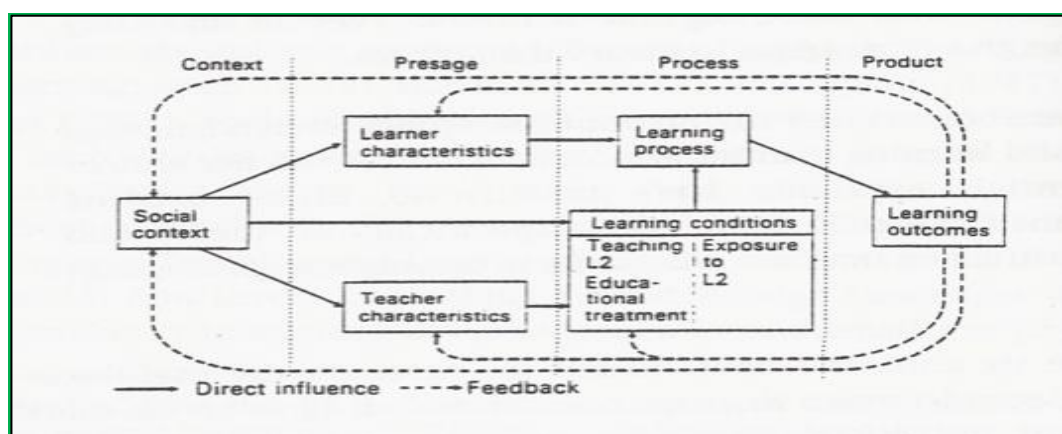 Context Presage Process Product
Learner
characteristics
Learning
process
Social
context
Learning conditions
Teaching
L2
Educa-
tional
treatment
Exposure
to
L2
Learning
outcomes
Teacher
characteristics
Direct influence Feedback